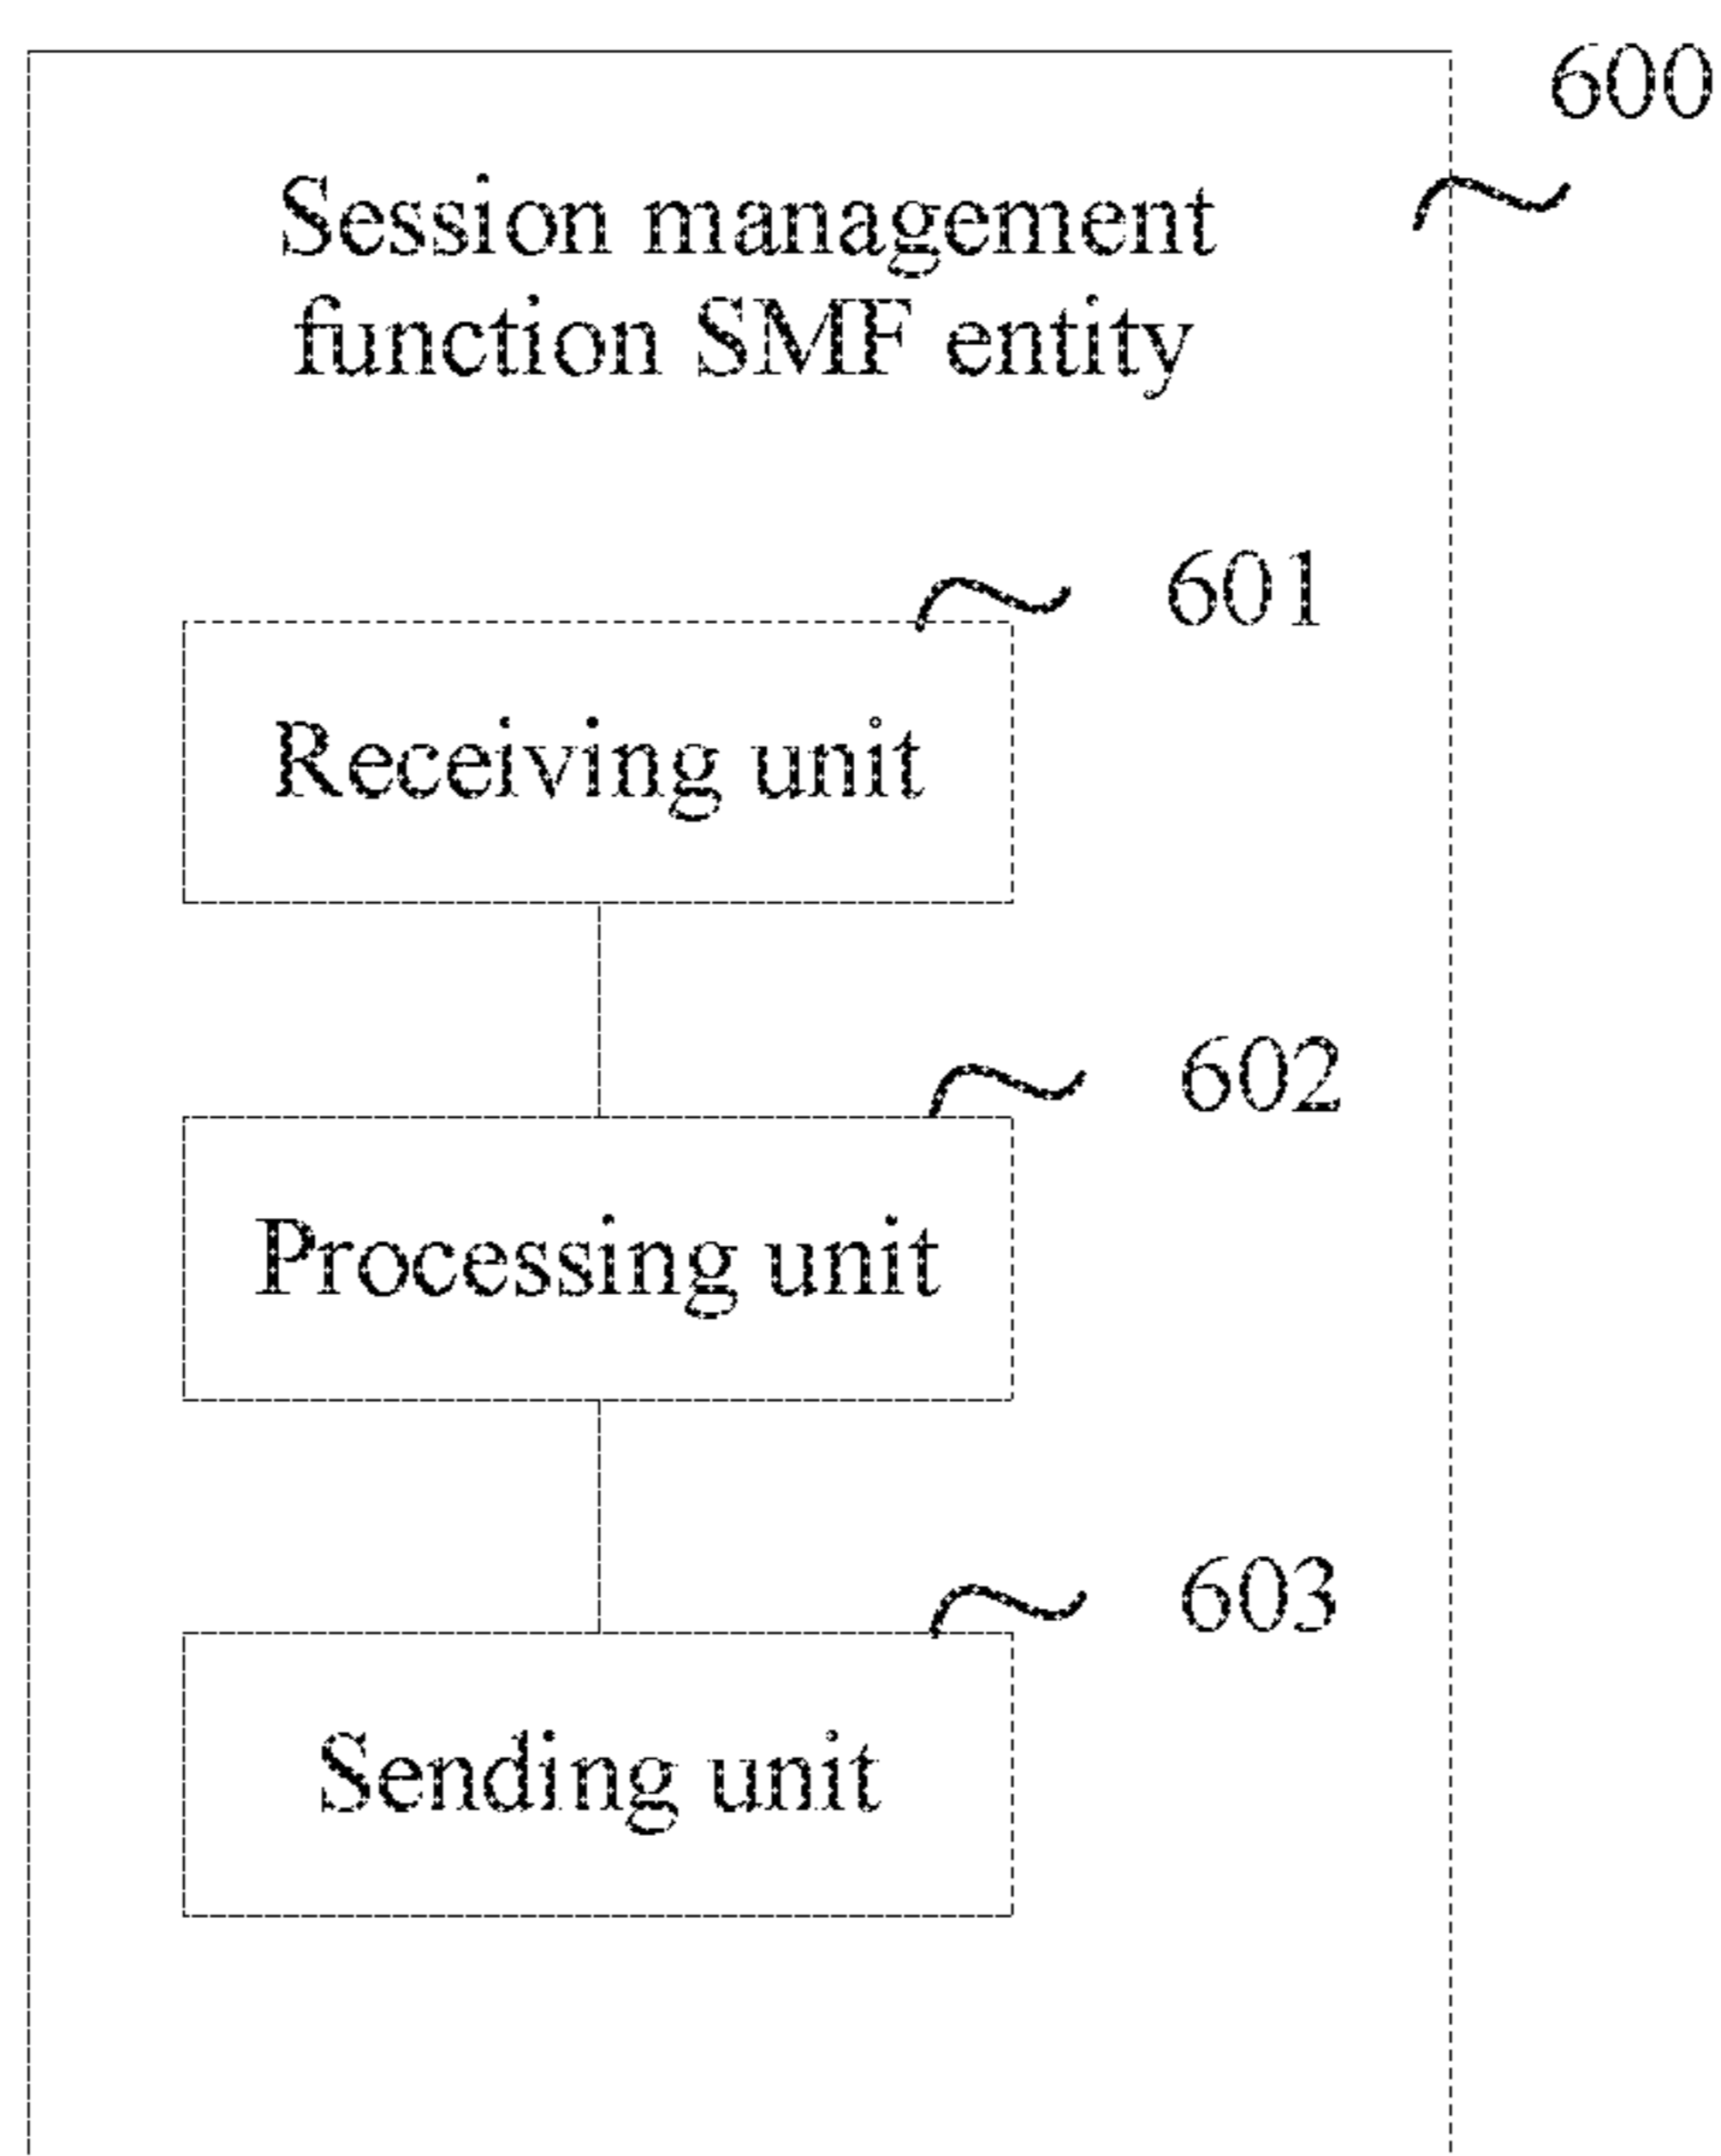 600
Session management
function SMF entity
601
Receiving unit
602
Processing unit
603
Sending unit